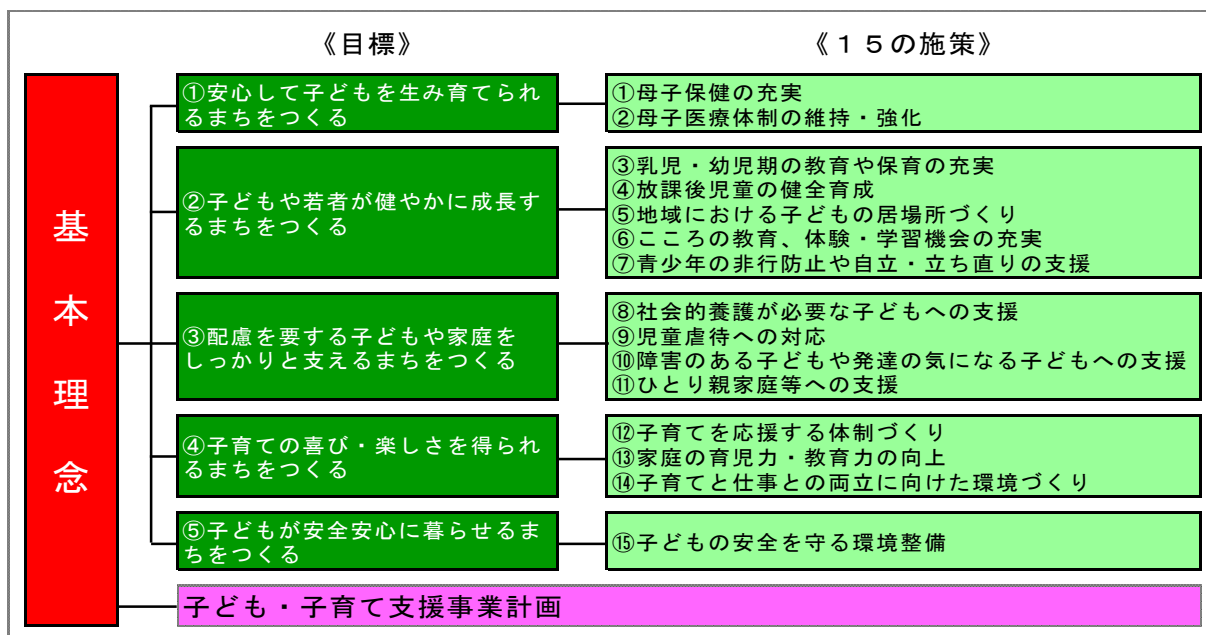 《目標》
《１５の施策》
基本理念
①安心して子どもを生み育てられ
るまちをつくる
①母子保健の充実
②母子医療体制の維持・強化
②子どもや若者が健やかに成長す
るまちをつくる
③乳児・幼児期の教育や保育の充実
④放課後児童の健全育成
⑤地域における子どもの居場所づくり
⑥こころの教育、体験・学習機会の充実
⑦青少年の非行防止や自立・立ち直りの支援
③配慮を要する子どもや家庭を
しっかりと支えるまちをつくる
⑧社会的養護が必要な子どもへの支援
⑨児童虐待への対応
⑩障害のある子どもや発達の気になる子どもへの支援
⑪ひとり親家庭等への支援
④子育ての喜び・楽しさを得られ
るまちをつくる
⑫子育てを応援する体制づくり
⑬家庭の育児力・教育力の向上
⑭子育てと仕事との両立に向けた環境づくり
⑤子どもが安全安心に暮らせるま
ちをつくる
⑮子どもの安全を守る環境整備
子ども・子育て支援事業計画